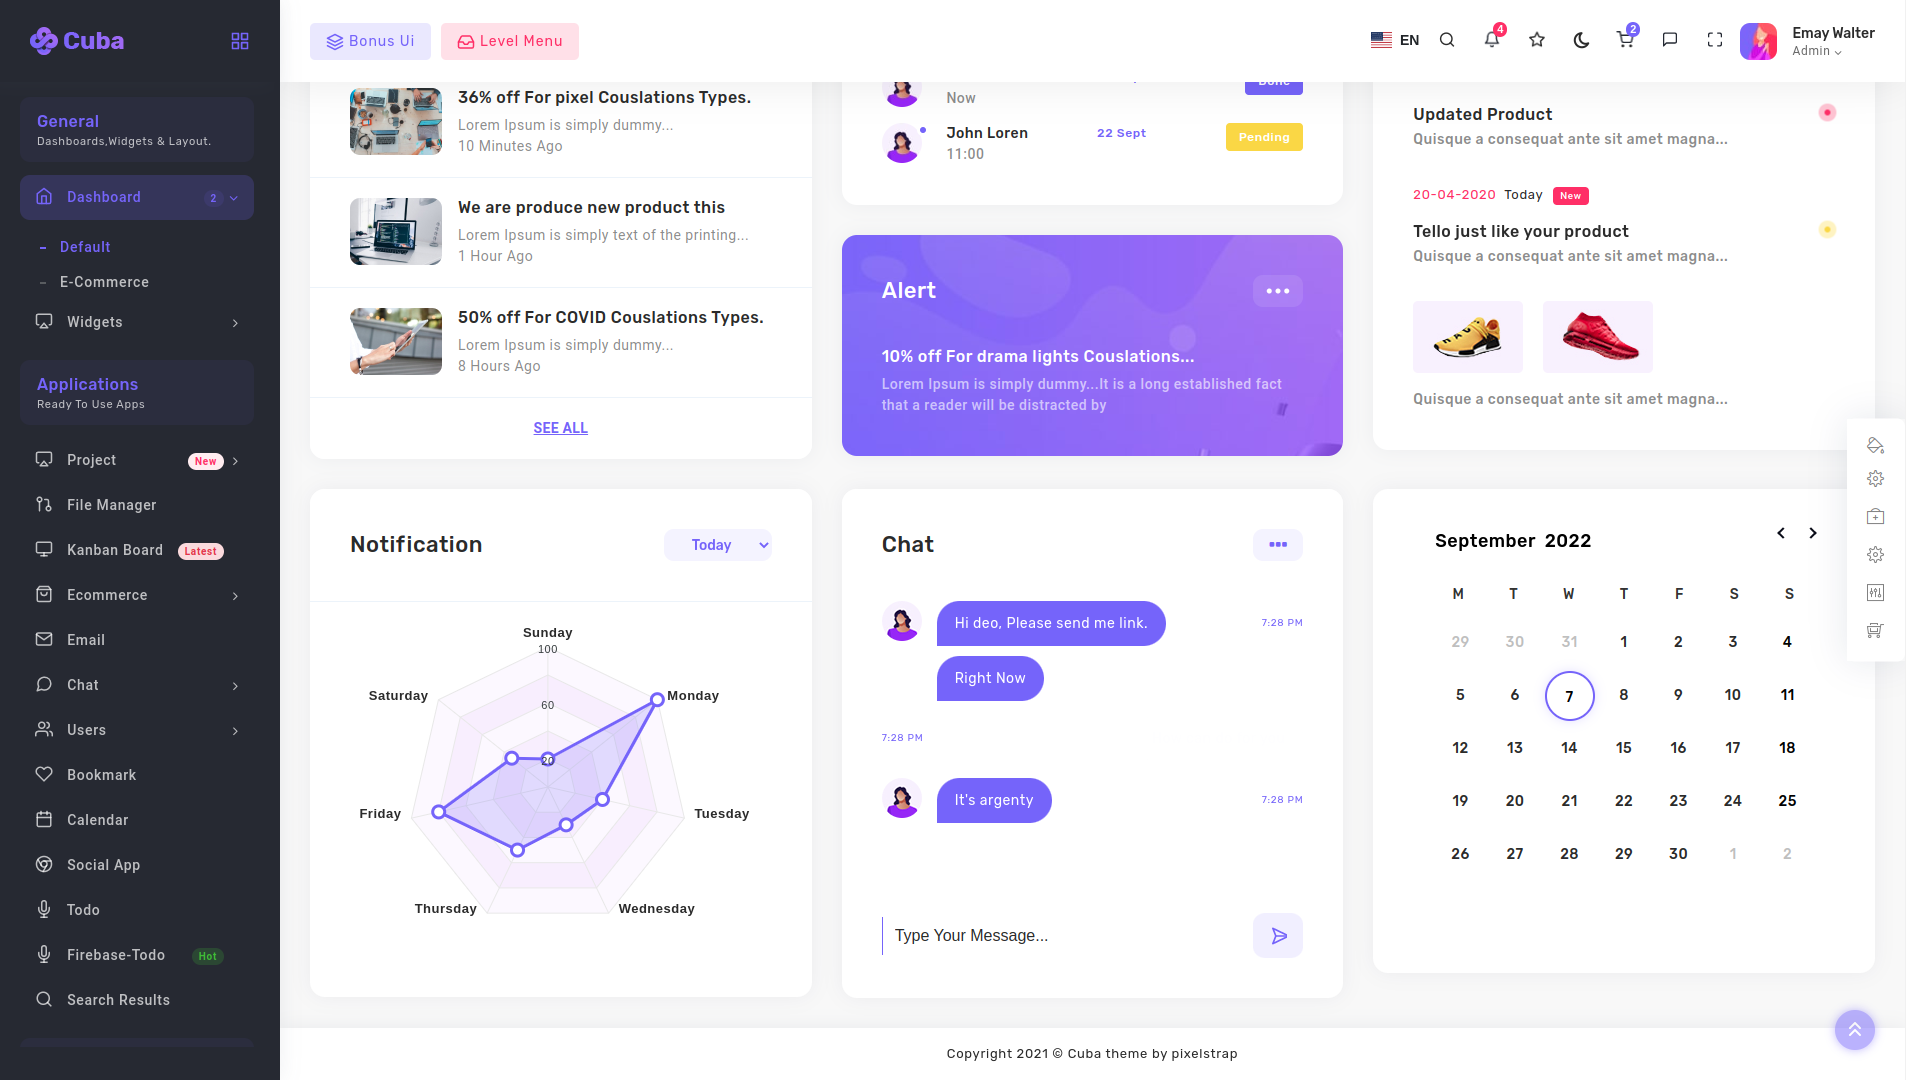 Cuba
General
Dashboards,Widgets & Layout.
Dashboard
2
Default
E-Commerce
Widgets
Applications
Ready To Use Apps
Project
New
File Manager
Kanban Board
Latest
Ecommerce
Email
Chat
Users
Bookmark
Calendar
Social App
Todo
Firebase-Todo
Hot
Search Results
Bonus Ui
Level Menu
EN
4
2
Emay Walter
Admin
36% off For pixel Couslations Types.
Lorem Ipsum is simply dummy...
10 Minutes Ago
We are produce new product this
Lorem Ipsum is simply text of the printing...
1 Hour Ago
50% off For COVID Couslations Types.
Lorem Ipsum is simply dummy...
8 Hours Ago
SEE ALL
Now
Done
John Loren
22 Sept
Pending
11:00
Alert
10% off For drama lights Couslations...
Lorem Ipsum is simply dummy...It is a long established fact
that a reader will be distracted by
Updated Product
Quisque a consequat ante sit amet magna...
20-04-2020 Today New
Tello just like your product
Quisque a consequat ante sit amet magna...
Quisque a consequat ante sit amet magna...
Notification
Today
Sunday
100
Saturday
Monday
60
20
Friday
Tuesday
Thursday
Wednesday
Chat
Hi deo, Please send me link.
7:28 PM
Right Now
7:28 PM
It's argenty
7:28 PM
Type Your Message...
September 2022
M T W T F S S
29 30 31 1 2 3 4
5 6 7 8 9 10 11
12 13 14 15 16 17 18
19 20 21 22 23 24 25
26 27 28 29 30 1 2
Copyright 2021 © Cuba theme by pixelstrap